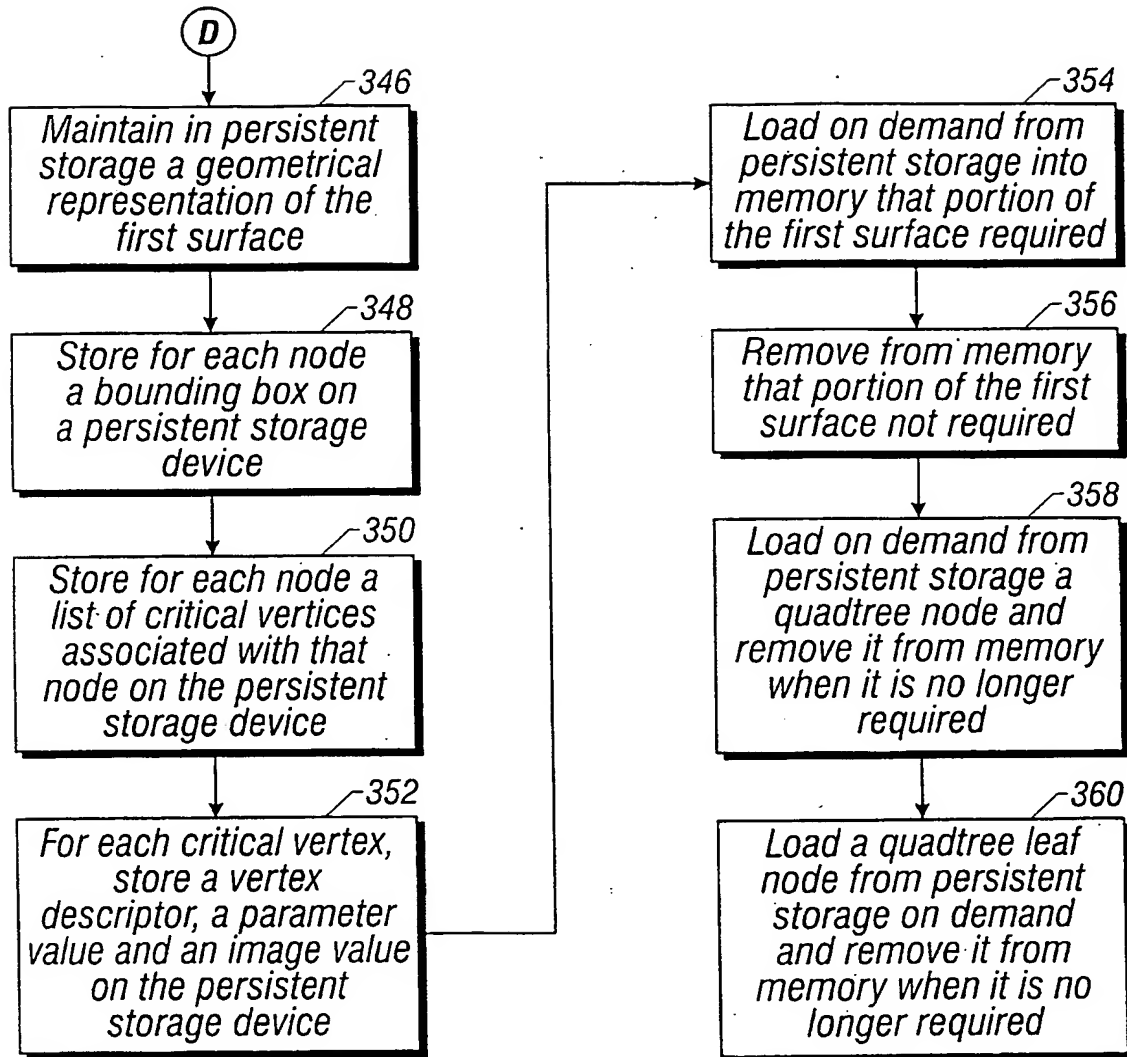 D
346
Maintain in persistent
storage a geometrical
representation of the
first surface
348
Store for each node
a bounding box on
a persistent storage
device
350
Store for each node a
list of critical vertices
associated with that
node on the persistent
storage device
352
For each critical vertex,
store a vertex
descriptor, a parameter
value and an image value
on the persistent
storage device
354
Load on demand from
persistent storage into
memory that portion of
the first surface required
356
Remove from memory
that portion of the first
surface not required
358
Load on demand from
persistent storage a
quadtree node and
remove it from memory
when it is no longer
required
360
Load a quadtree leaf
node from persistent
storage on demand
and remove it from
memory when it is no
longer required